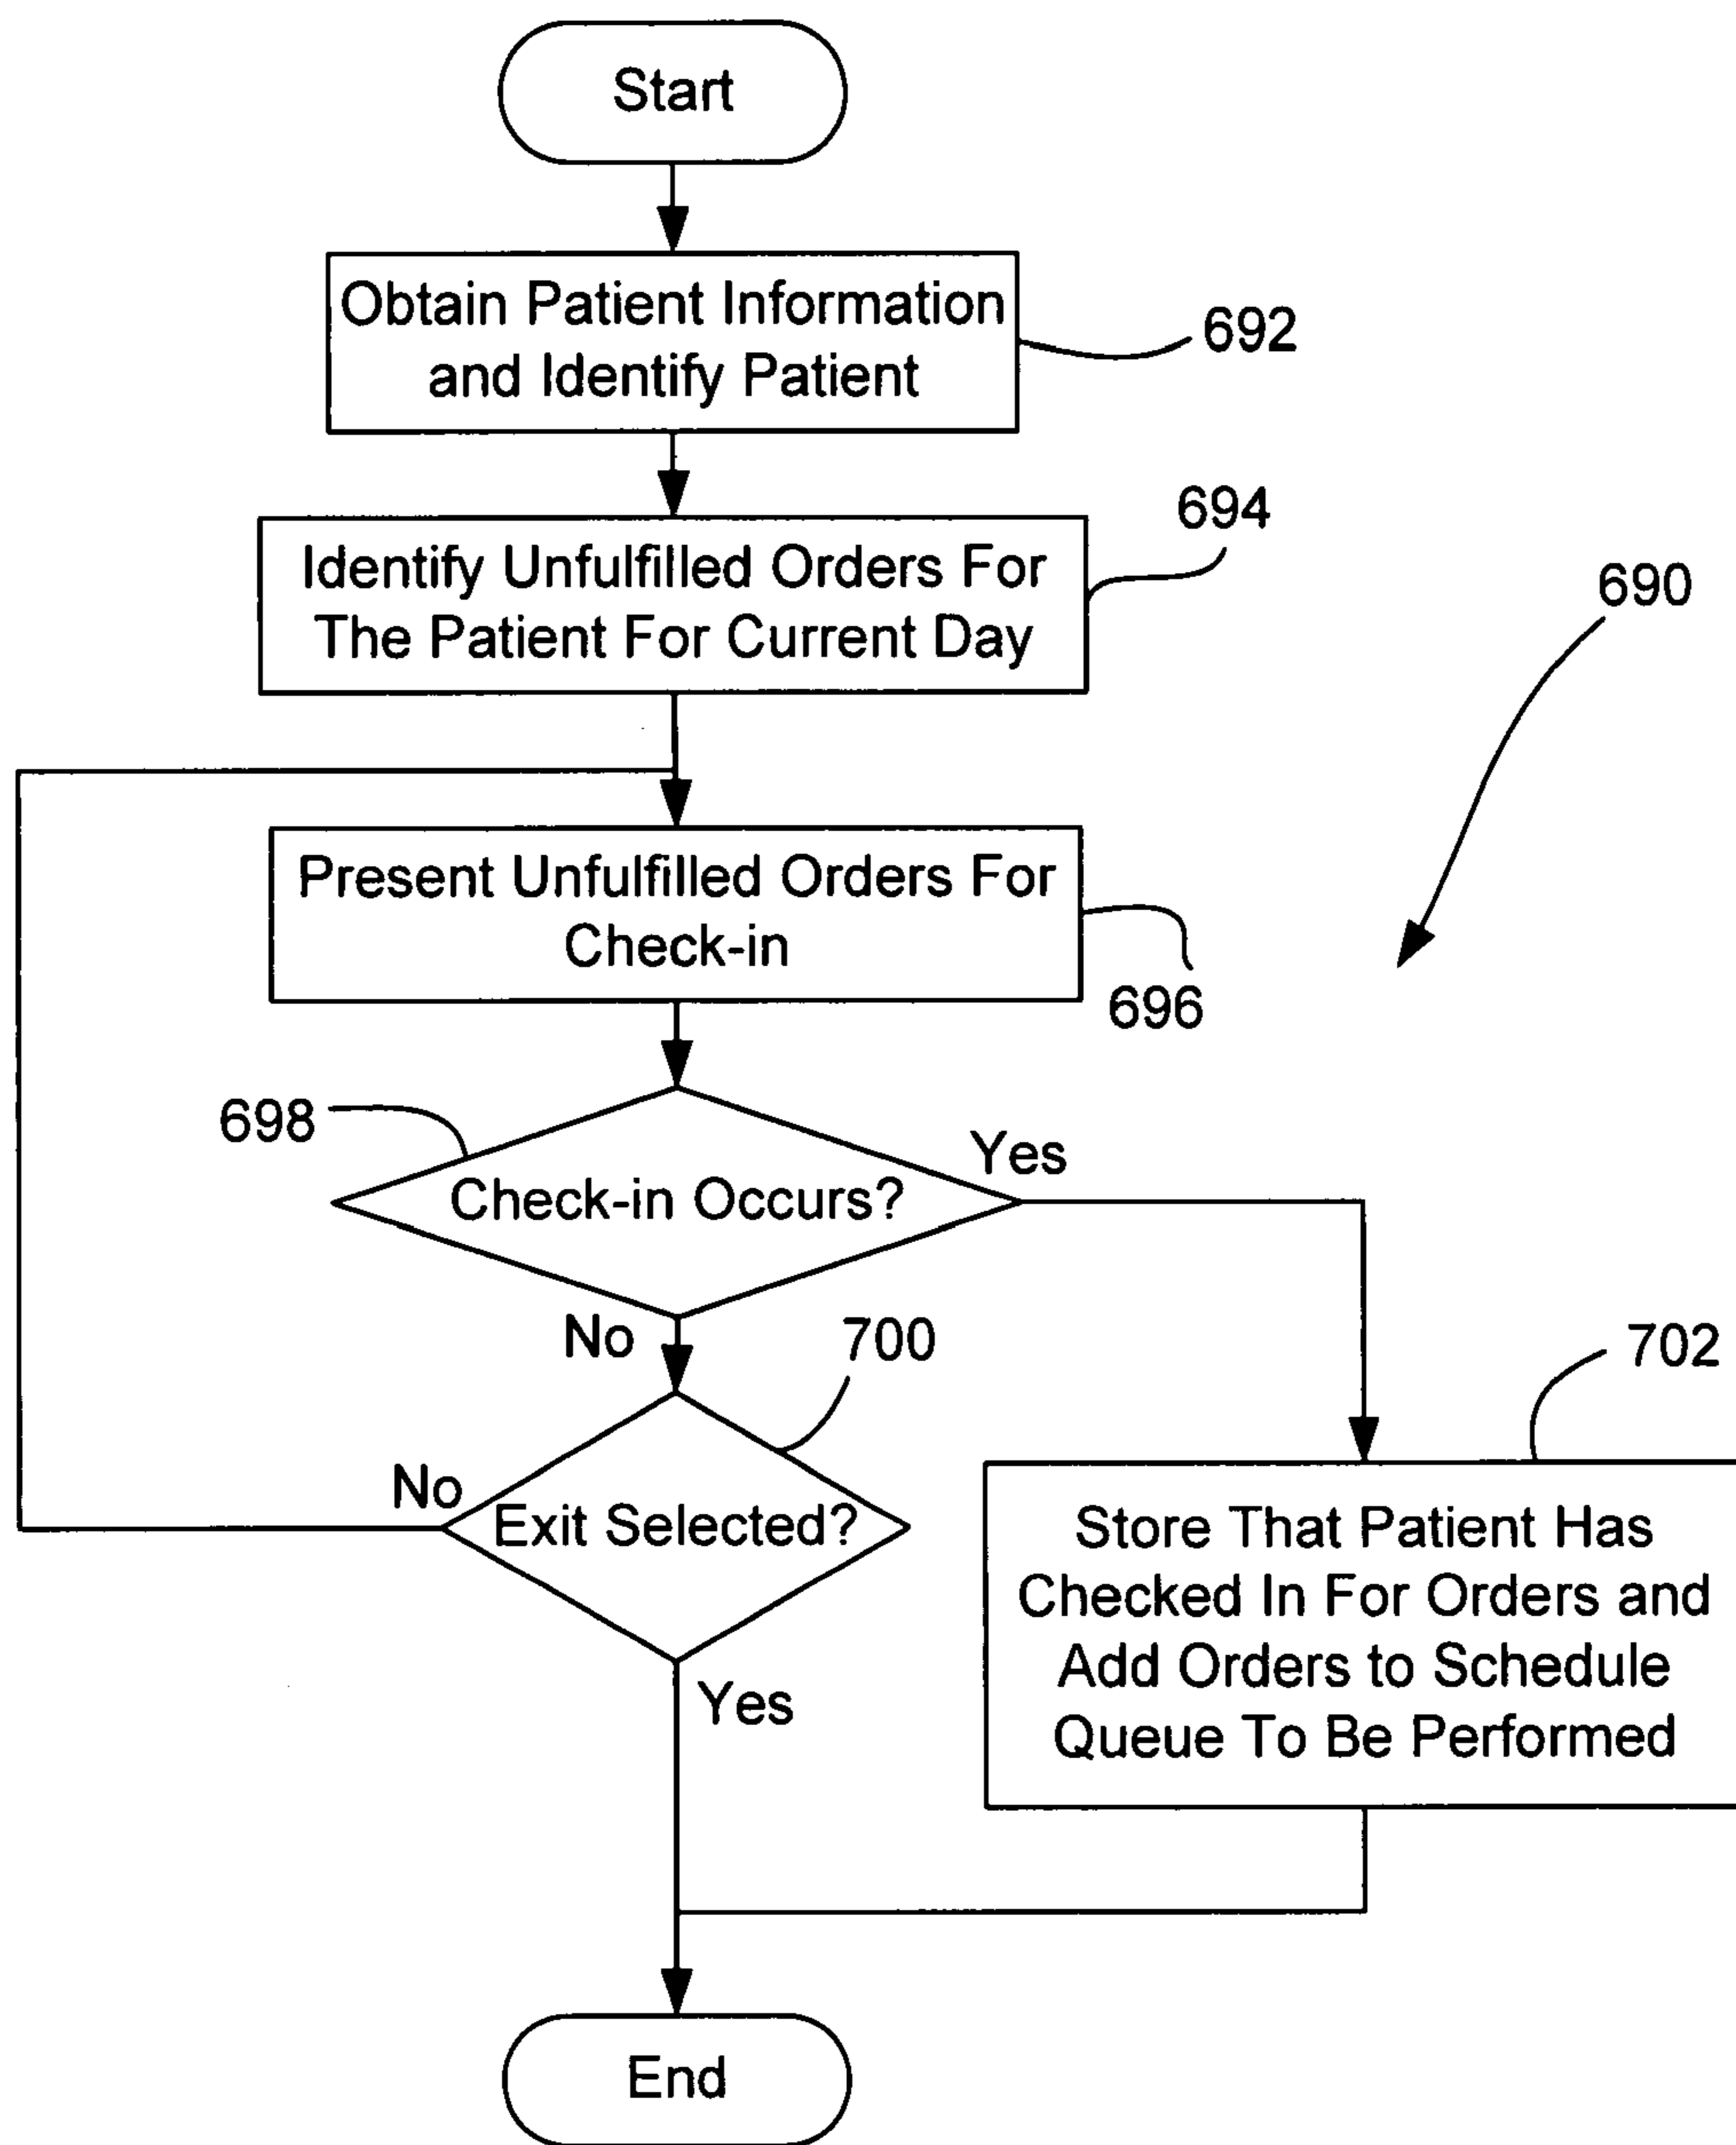 Start
Obtain Patient Information
and Identify Patient
692
Identify Unfulfilled Orders For
The Patient For Current Day
694
690
Present Unfulfilled Orders For
Check-in
696
698
Check-in Occurs?
Yes
No
700
702
No
Exit Selected?
Yes
Store That Patient Has
Checked In For Orders and
Add Orders to Schedule
Queue To Be Performed
End